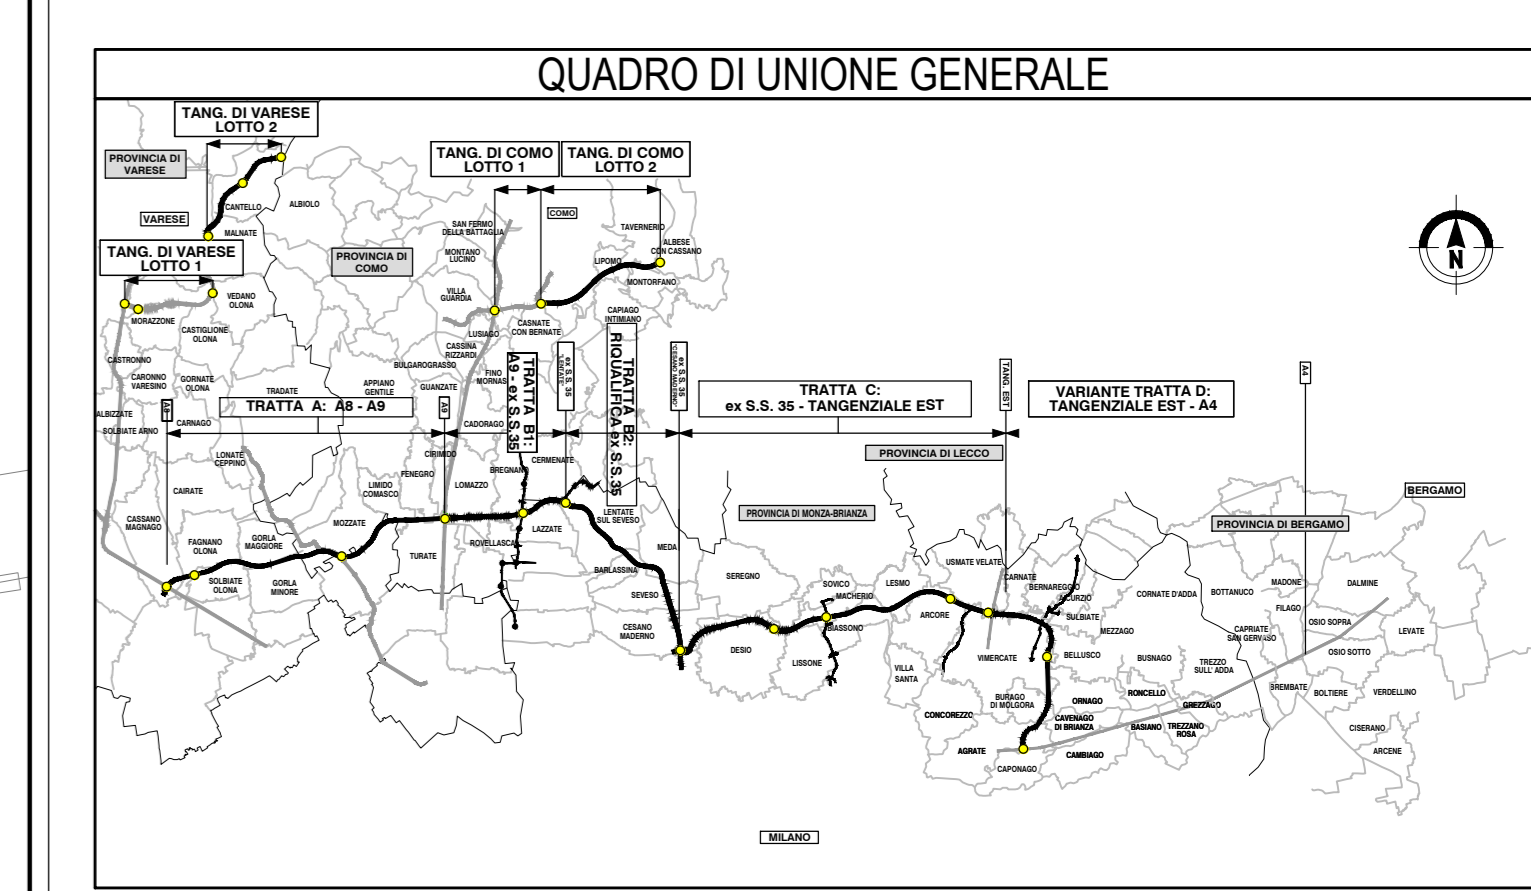 QUADRO DI UNIONE GENERALE
TANG. DI VARESE
LOTTO 2
PROVINCIA DI
VARESE
VARESE
CANTELLO
ALBIOLO
MALNATE
TANG. DI VARESE
LOTTO 1
PROVINCIA DI
COMO
TANG. DI COMO
LOTTO 1
TANG. DI COMO
LOTTO 2
COMO
SAN FERMO
DELLA BATTAGLIA
TAVERNERIO
ALBESE
CON CASSANO
MONTANO
LUCINO
LIPOMO
MONTORFANO
VILLA
GUARDIA
CAPIAGO
INTIMIANO
LUSIAGO
CASNATE
CON BERNATE
VEDANO
OLONA
MORAZZONE
CASTIGLIONE
OLONA
CASTRONNO
CARONNO
VARESINO
GORNATE
OLONA
CASSINA
RIZZARDI
BULGAROGRASSO
FINO
MORNAS
GUANZATE
APPIANO
GENTILE
TRADATE
ALBIZZATE
SOLBIATE ARNO
CARNAGO
A8
TRATTA A: A8 - A9
A9
CADORAGO
TRATTA B1:
A9 - ex S.S.35
ex S.S. 35
"LENTATE"
TRATTA B2:
RIQUALIFICA ex S.S.35
ex S.S. 35
"CESANO MADERNO"
TRATTA C:
ex S.S. 35 - TANGENZIALE EST
TANG. EST
VARIANTE TRATTA D:
TANGENZIALE EST - A4
A4
N
PROVINCIA DI LECCO
BERGAMO
PROVINCIA DI BERGAMO
PROVINCIA DI MONZA-BRIANZA
LONATE
CEPPINO
CIRIMIDO
FENEGRO
LIMIDO
COMASCO
LOMAZZO
BREGNANO
CERMENATE
CAIRATE
CASSANO
MAGNAGO
MOZZATE
LAZZATE
LENTATE
SUL SEVESO
FAGNANO
OLONA
GORLA
MAGGIORE
TURATE
ROVELLASCA
MEDA
SOLBIATE
OLONA
GORLA
MINORE
BARLASSINA
SEVESO
CESANO
MADERNO
SEREGNO
DESIO
LISSONE
SOVICO
MACHERIO
BIASSONO
LESMO
ARCORE
USMATE VELATE
CARNATE
BERNAREGGIO
AICURZIO
SULBIATE
MEZZAGO
CORNATE D'ADDA
BOTTANUCO
MADONE
FILAGO
DALMINE
OSIO SOPRA
CAPRIATE
SAN GERVASO
LEVATE
OSIO SOTTO
VILLA
SANTA
VIMERCATE
BELLUSCO
BUSNAGO
TREZZO
SULL' ADDA
BREMBATE
BOLTIERE
VERDELLINO
BURAGO
DI MOLGORA
ORNAGO
RONCELLO
GREZZAGO
CONCOREZZO
CAVENAGO
DI BRIANZA
BASIANO
TREZZANO
ROSA
CISERANO
ARCENE
AGRATE
CAPONAGO
CAMBIAGO
MILANO